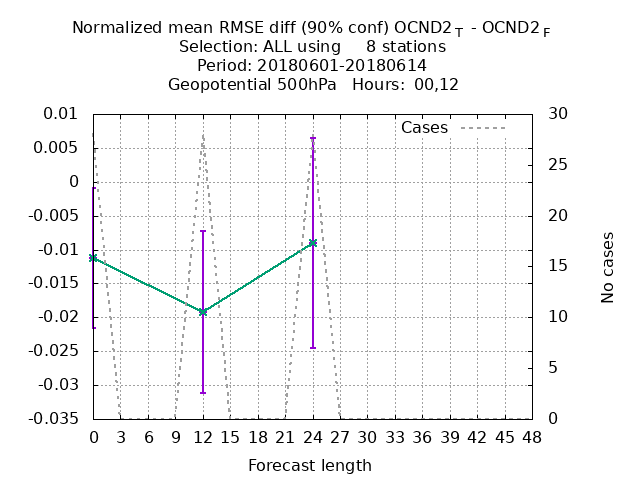 Normalized mean RMSE diff (90% conf) OCND2 T - OCND2 F
Selection: ALL using     8 stations
Period: 20180601-20180614
Geopotential 500hPa   Hours: 00,12
Cases
0.01
0.005
0
-0.005
-0.01
-0.015
-0.02
-0.025
-0.03
-0.035
30
25
20
15
10
5
0
No cases
0 3 6 9 12 15 18 21 24 27 30 33 36 39 42 45 48
Forecast length